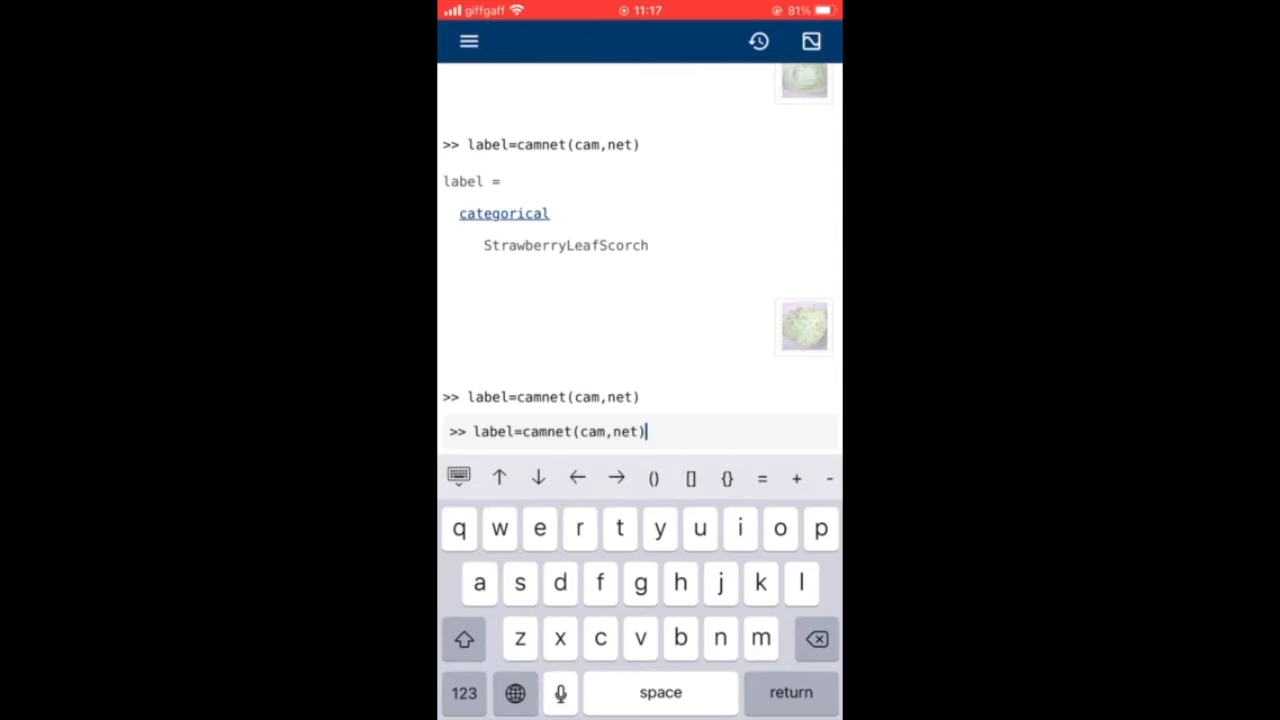 giffgaff 11:17 81%
>> label=camnet(cam,net)
label =
categorical
StrawberryLeafScorch
>> label=camnet(cam,net)
>> label=camnet(cam,net)
() [] {} = + -
q w e r t y u i o p
a s d f g h j k l
z x c v b n m
123 space return